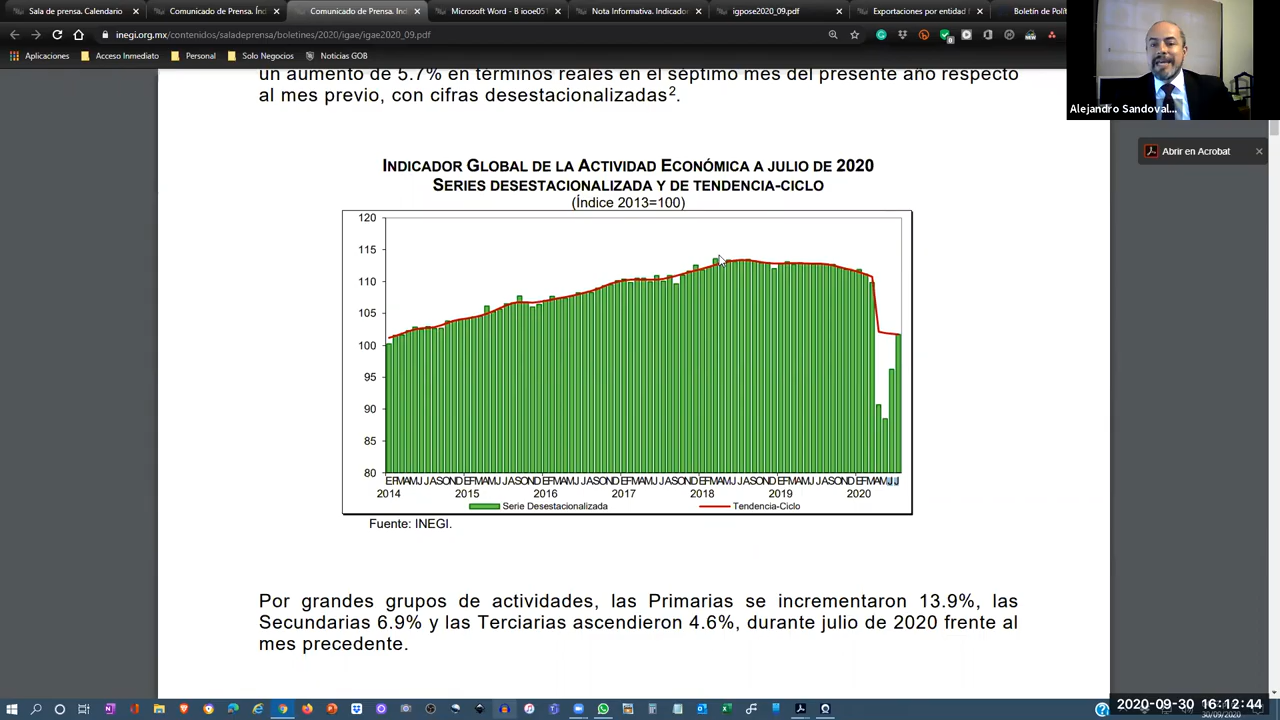 Sala de prensa. Calendario
Comunicado de Prensa. Índ
Comunicado de Prensa. Ind
Microsoft Word - B iooe05
Nota Informativa. Indicador
igpose2020_09.pdf
Exportaciones por entidad
Boletín de Polí
inegi.org.mx/contenidos/saladeprensa/boletines/2020/igae/igae2020_09.pdf
Aplicaciones
Acceso Inmediato
Personal
Solo Negocios
Noticias GOB
Alejandro Sandoval...
Abrir en Acrobat
un aumento de 5.7% en términos reales en el séptimo mes del presente año respecto
al mes previo, con cifras desestacionalizadas².
INDICADOR GLOBAL DE LA ACTIVIDAD ECONÓMICA A JULIO DE 2020
SERIES DESESTACIONALIZADA Y DE TENDENCIA-CICLO
(Índice 2013=100)
120
115
110
105
100
95
90
85
80
2014 2015 2016 2017 2018 2019 2020
Serie Desestacionalizada
Tendencia-Ciclo
Fuente: INEGI.
Por grandes grupos de actividades, las Primarias se incrementaron 13.9%, las
Secundarias 6.9% y las Terciarias ascendieron 4.6%, durante julio de 2020 frente al
mes precedente.
2020-09-30 16:12:44
30/09/2020